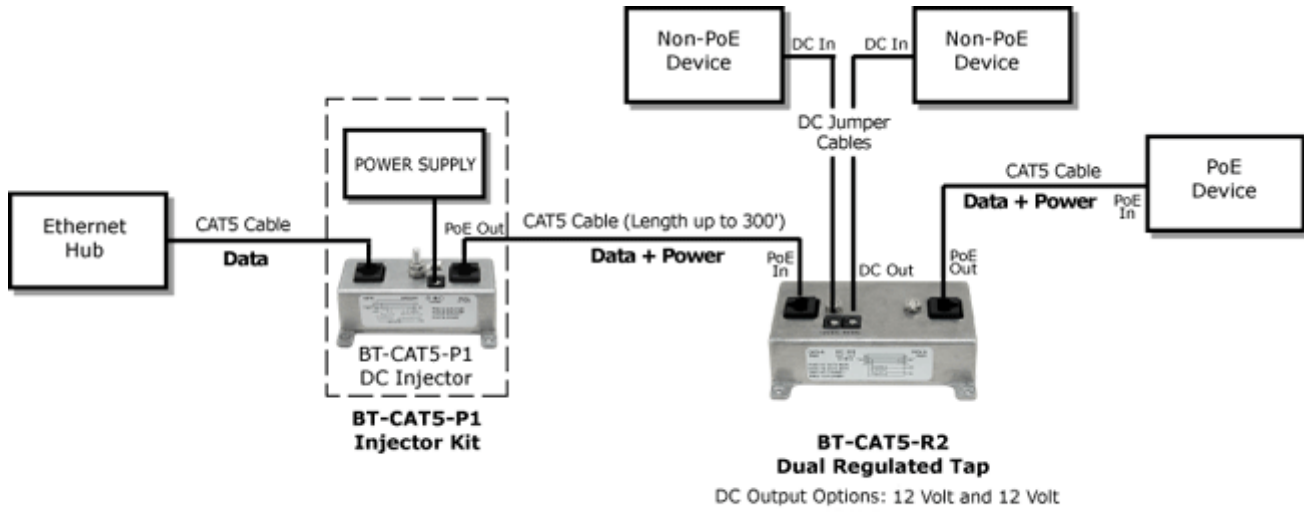 Non-PoE
Device
DC In
DC In
Non-PoE
Device
DC Jumper
Cables
POWER SUPPLY
CAT5 Cable
Data + Power
PoE
In
PoE
Device
Ethernet
Hub
CAT5 Cable
Data
PoE Out
CAT5 Cable (Length up to 300')
Data + Power
PoE
In
DC Out
PoE
Out
BT-CAT5-P1
DC Injector
BT-CAT5-P1
Injector Kit
BT-CAT5-R2
Dual Regulated Tap
DC Output Options: 12 Volt and 12 Volt